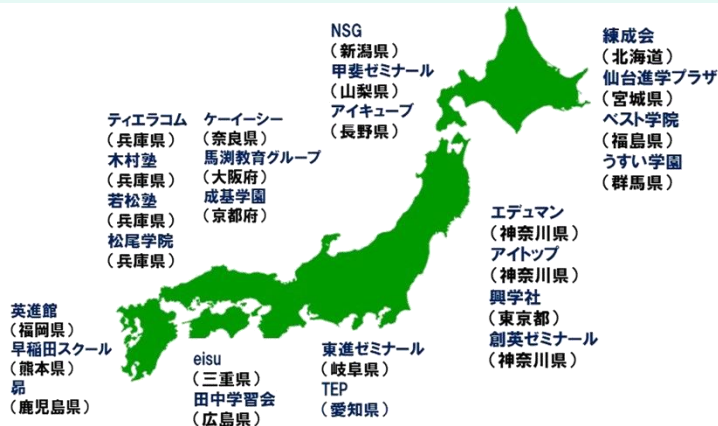 NSG
（新潟県）
甲斐ゼミナール
（山梨県）
アイキューブ
（長野県）
練成会
（北海道）
仙台進学プラザ
（宮城県）
ベスト学院
（福島県）
うすい学園
（群馬県）
ティエラコム
（兵庫県）
木村塾
（兵庫県）
若松塾
（兵庫県）
松尾学院
（兵庫県）
ケーイーシー
（奈良県）
馬渕教育グループ
（大阪府）
成基学園
（京都府）
エデュマン
（神奈川県）
アイトップ
（神奈川県）
興学社
（東京都）
創英ゼミナール
（神奈川県）
英進館
（福岡県）
早稲田スクール
（熊本県）
昴
（鹿児島県）
eisu
（三重県）
田中学習会
（広島県）
東進ゼミナール
（岐阜県）
TEP
（愛知県）